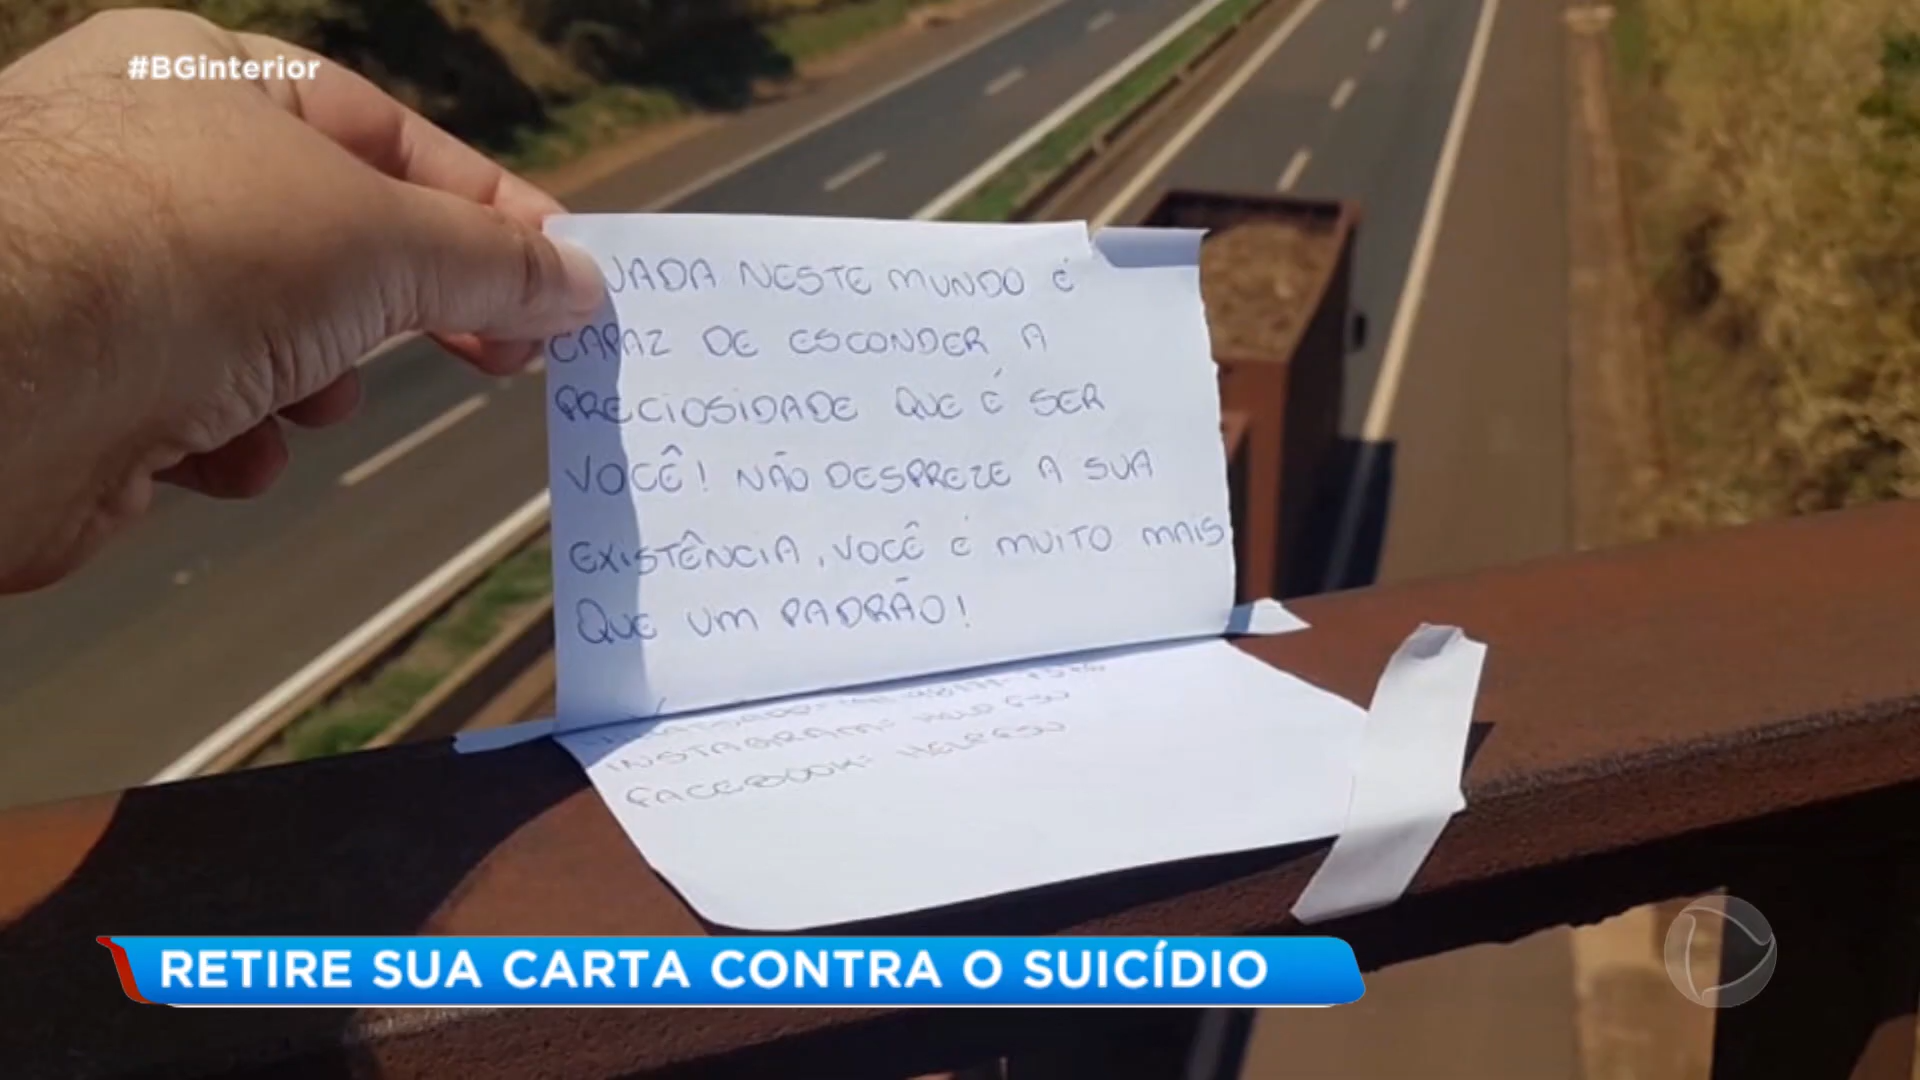 #BGinterior
NADA NESTE MUNDO É
CAPAZ DE ESCONDER A
PRECIOSIDADE QUE É SER
VOCÊ! NÃO DESPREZE A SUA
EXISTÊNCIA, VOCÊ É MUITO MAIS
QUE UM PADRÃO!
INSTAGRAM:
FACEBOOK:
RETIRE SUA CARTA CONTRA O SUICÍDIO